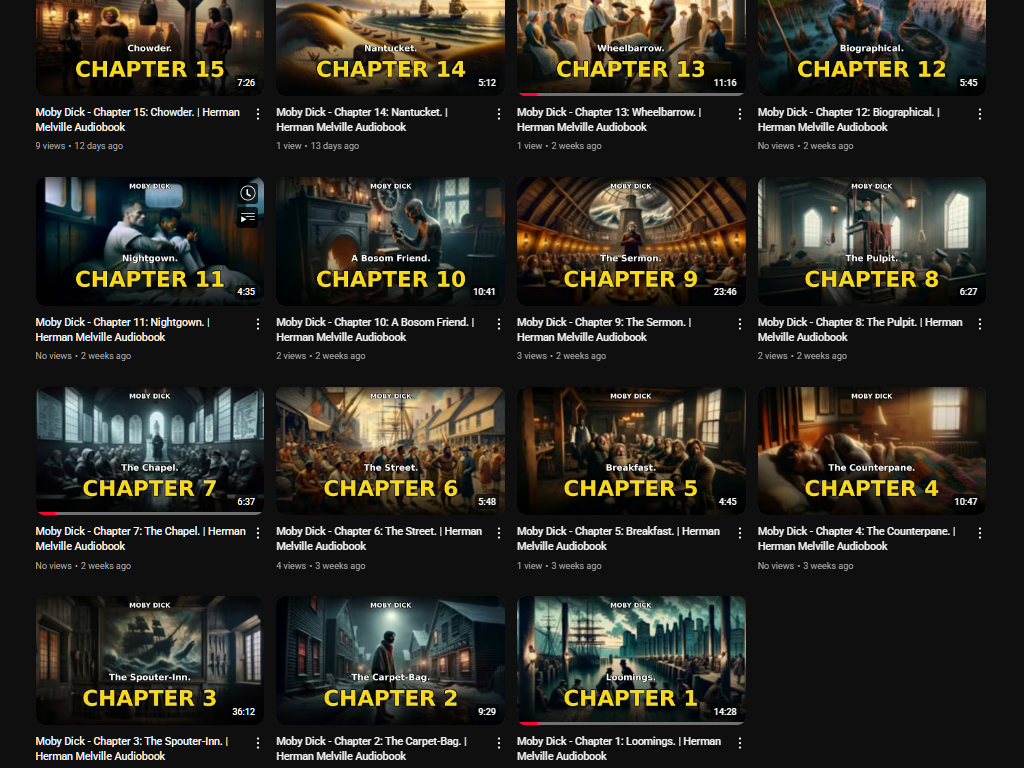 Chowder.
CHAPTER 15
7:26
Nantucket.
CHAPTER 14
5:12
Wheelbarrow.
CHAPTER 13
11:16
Biographical.
CHAPTER 12
5:45
Moby Dick - Chapter 15: Chowder. | Herman
Melville Audiobook
9 views • 12 days ago
Moby Dick - Chapter 14: Nantucket. |
Herman Melville Audiobook
1 view • 13 days ago
Moby Dick - Chapter 13: Wheelbarrow. |
Herman Melville Audiobook
1 view • 2 weeks ago
Moby Dick - Chapter 12: Biographical. |
Herman Melville Audiobook
No views • 2 weeks ago
MOBY DICK
Nightgown.
CHAPTER 11
4:35
MOBY DICK
A Bosom Friend.
CHAPTER 10
10:41
MOBY DICK
The Sermon.
CHAPTER 9
23:46
MOBY DICK
The Pulpit.
CHAPTER 8
6:27
Moby Dick - Chapter 11: Nightgown. |
Herman Melville Audiobook
No views • 2 weeks ago
Moby Dick - Chapter 10: A Bosom Friend. |
Herman Melville Audiobook
2 views • 2 weeks ago
Moby Dick - Chapter 9: The Sermon. |
Herman Melville Audiobook
3 views • 2 weeks ago
Moby Dick - Chapter 8: The Pulpit. | Herman
Melville Audiobook
2 views • 2 weeks ago
MOBY DICK
The Chapel.
CHAPTER 7
6:37
MOBY DICK
The Street.
CHAPTER 6
5:48
MOBY DICK
Breakfast.
CHAPTER 5
4:45
MOBY DICK
The Counterpane.
CHAPTER 4
10:47
Moby Dick - Chapter 7: The Chapel. | Herman
Melville Audiobook
No views • 2 weeks ago
Moby Dick - Chapter 6: The Street. | Herman
Melville Audiobook
4 views • 3 weeks ago
Moby Dick - Chapter 5: Breakfast. | Herman
Melville Audiobook
1 view • 3 weeks ago
Moby Dick - Chapter 4: The Counterpane. |
Herman Melville Audiobook
No views • 3 weeks ago
MOBY DICK
The Spouter-Inn.
CHAPTER 3
36:12
MOBY DICK
The Carpet-Bag.
CHAPTER 2
9:29
MOBY DICK
Loomings.
CHAPTER 1
14:28
Moby Dick - Chapter 3: The Spouter-Inn. |
Herman Melville Audiobook
Moby Dick - Chapter 2: The Carpet-Bag. |
Herman Melville Audiobook
Moby Dick - Chapter 1: Loomings. | Herman
Melville Audiobook